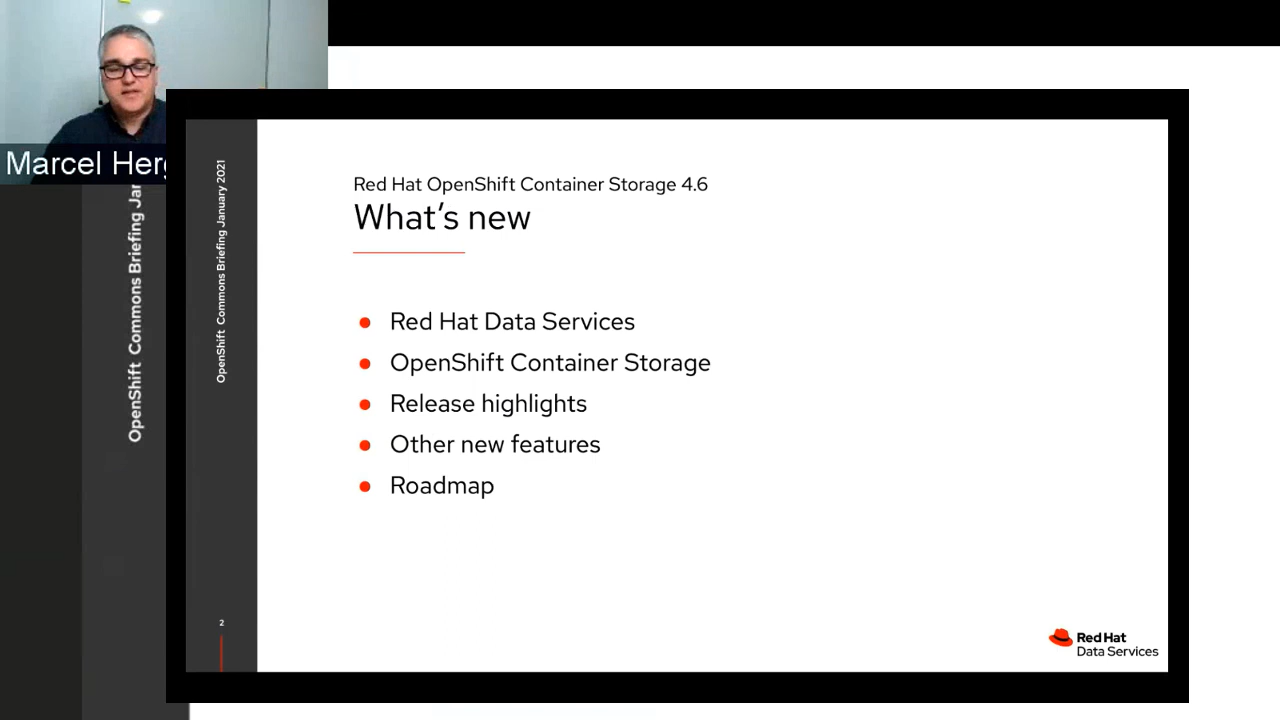 Marcel Herg
OpenShift Commons Briefing Jan
OpenShift Commons Briefing January 2021
Red Hat OpenShift Container Storage 4.6
What's new
Red Hat Data Services
OpenShift Container Storage
Release highlights
Other new features
Roadmap
2
Red Hat
Data Services